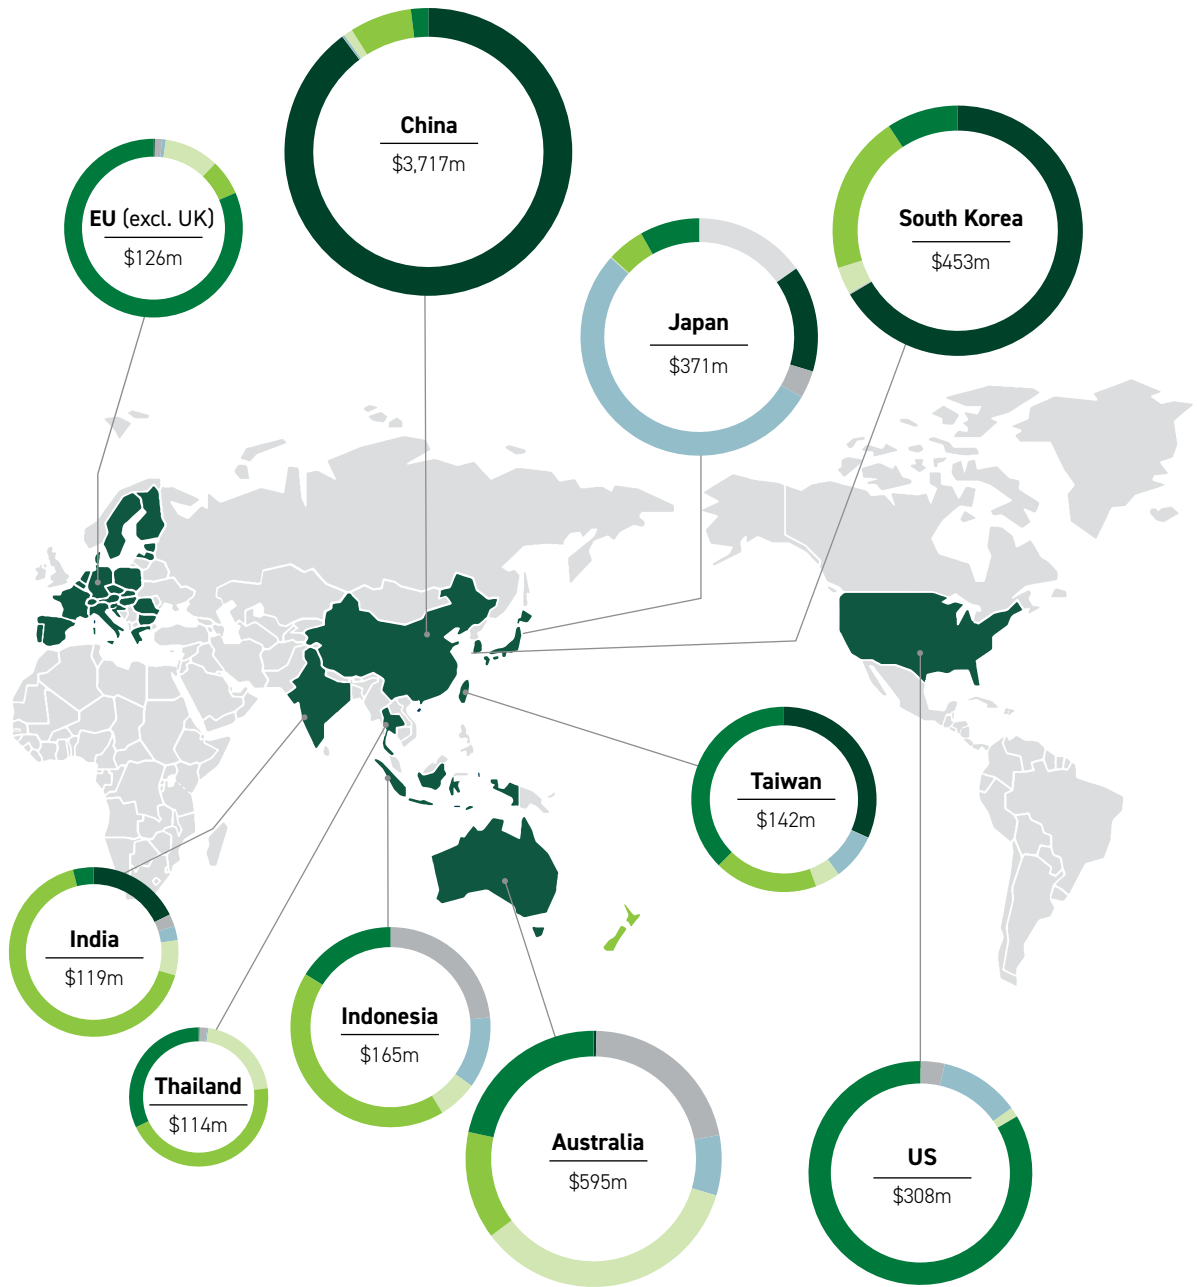 China
$3,717m
EU (excl. UK)
$126m
South Korea
$453m
Japan
$371m
Taiwan
$142m
India
$119m
Indonesia
$165m
Thailand
$114m
Australia
$595m
US
$308m